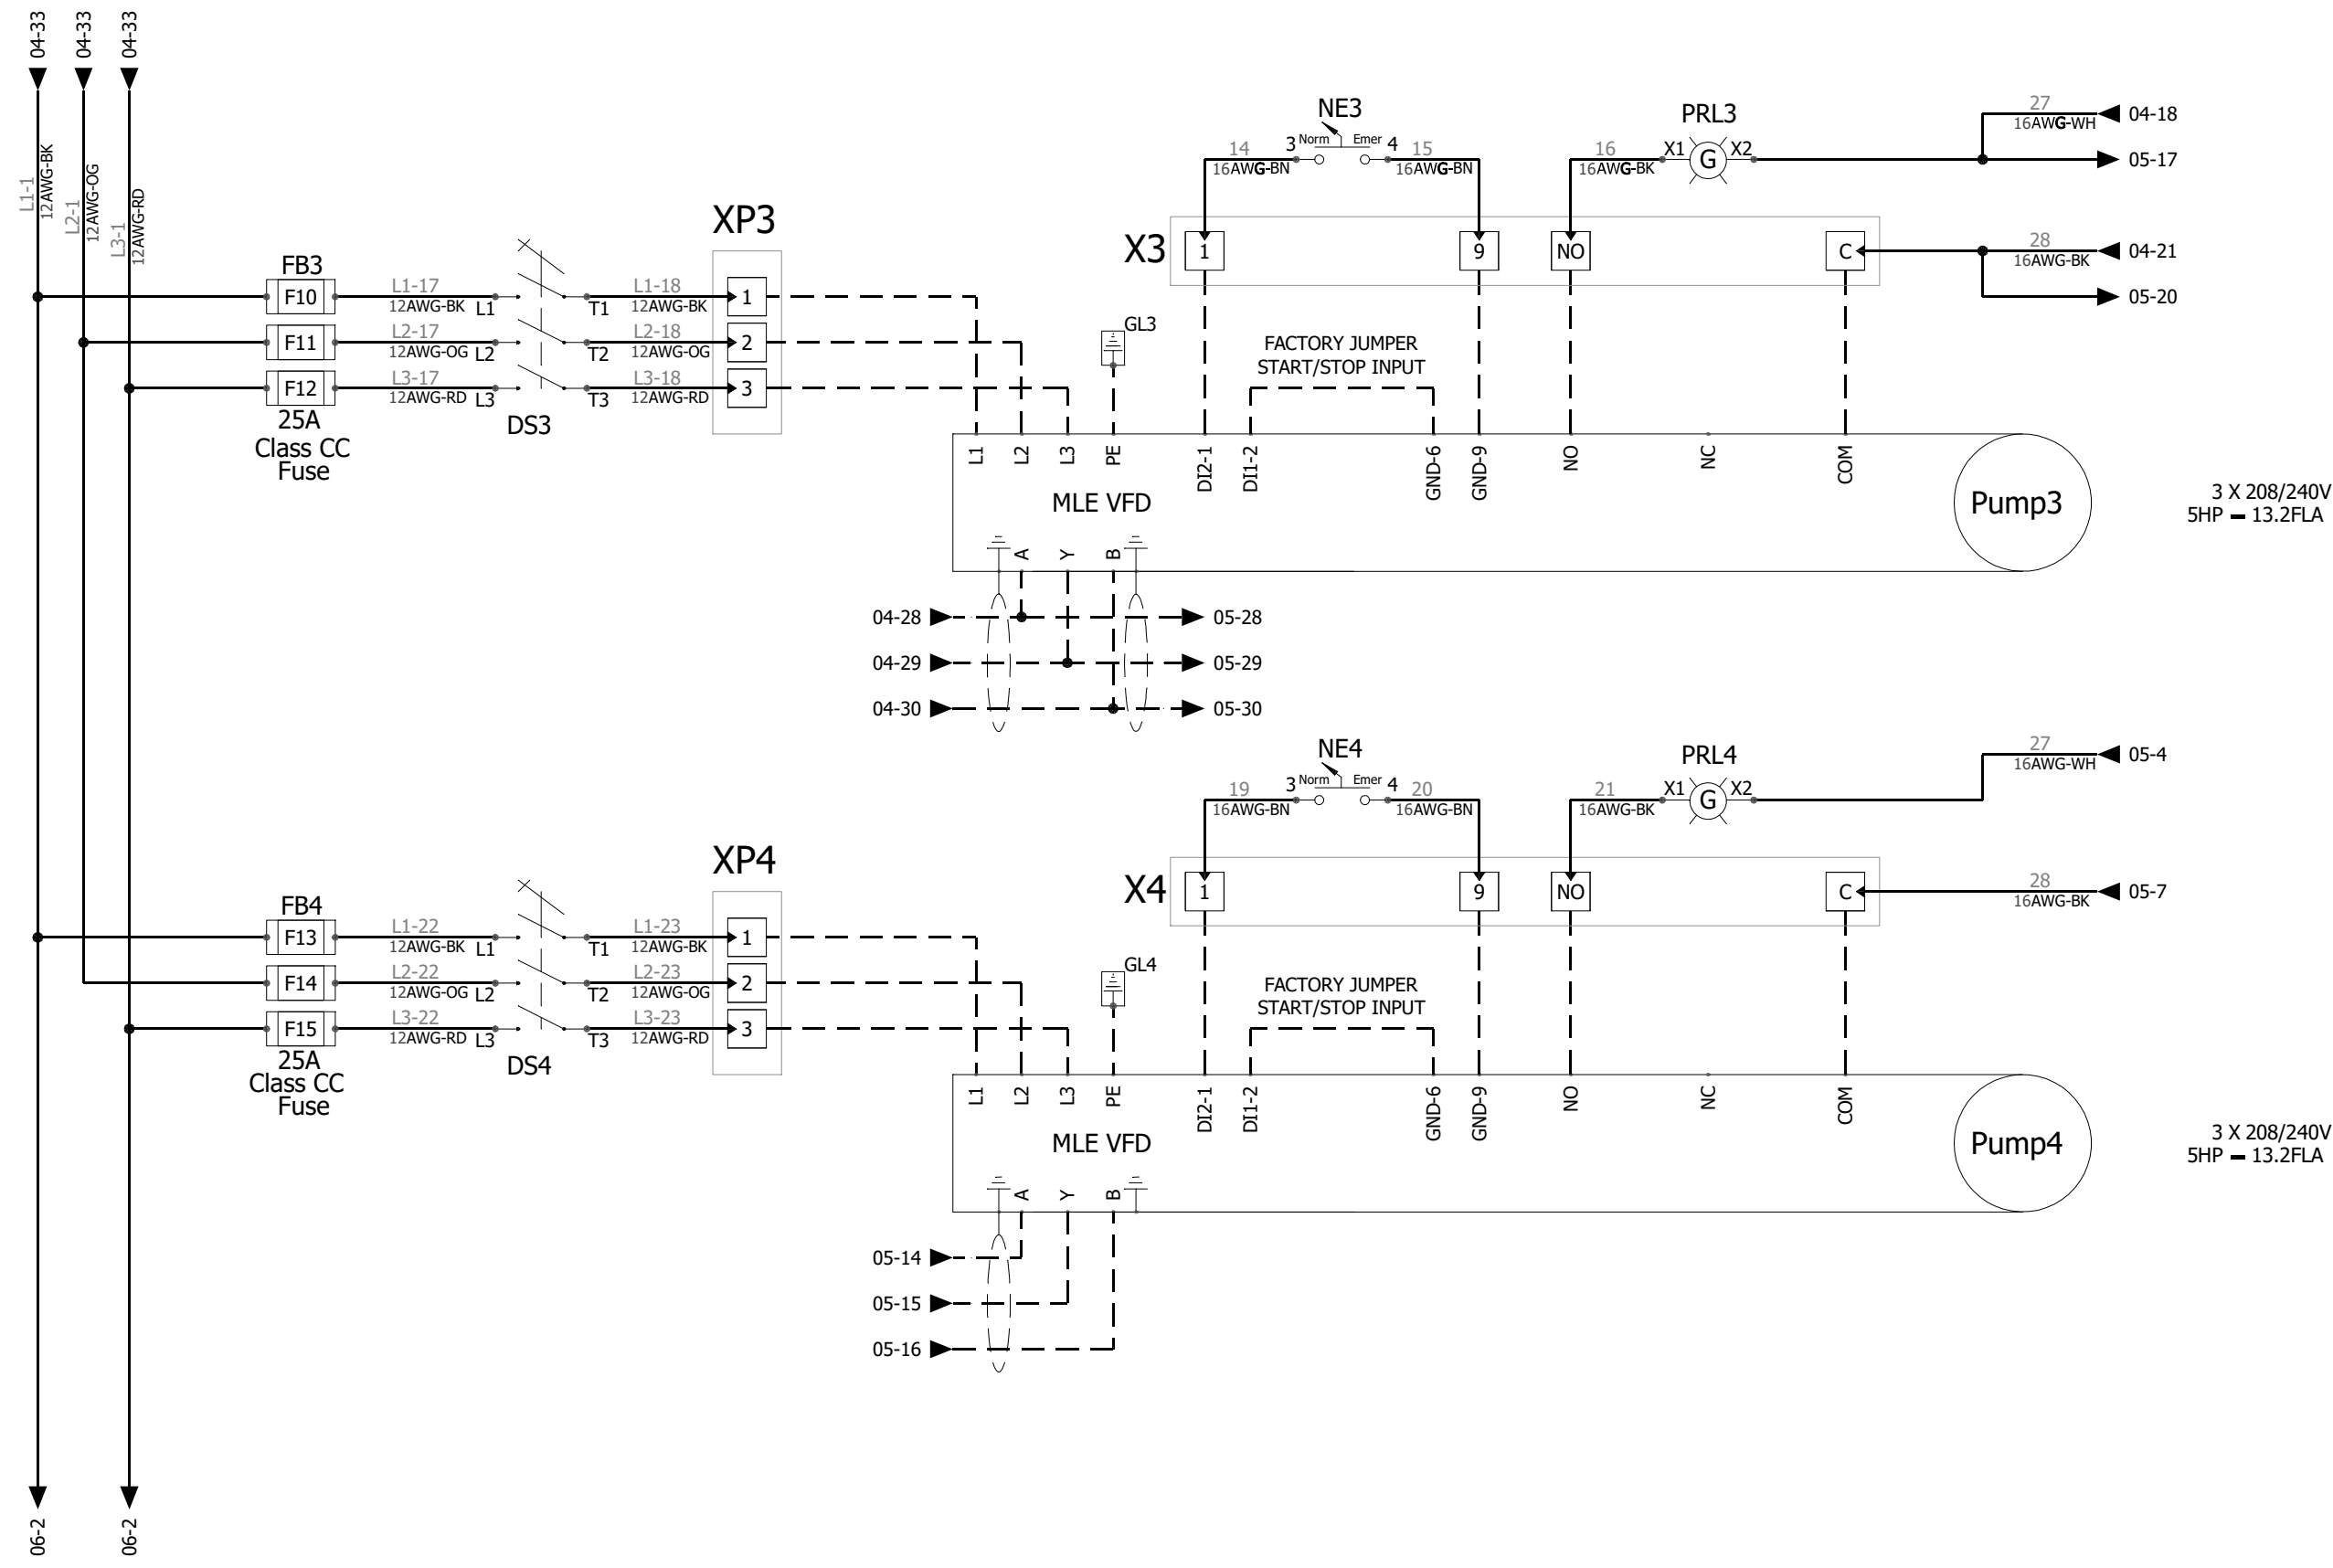 04-33
04-33
04-33
L1-1
12AWG-BK
L2-1
12AWG-OG
L3-1
12AWG-RD
FB3
F10
F11
F12
25A
Class CC
Fuse
L1-17
12AWG-BK L1
L2-17
12AWG-OG L2
L3-17
12AWG-RD L3
DS3
T1
T2
T3
L1-18
12AWG-BK
L2-18
12AWG-OG
L3-18
12AWG-RD
XP3
1
2
3
GL3
NE3
14
16AWG-BN
3 Norm Emer 4
15
16AWG-BN
PRL3
16
16AWG-BK
X1 G X2
27
16AWG-WH
04-18
05-17
X3
1
9
NO
C
28
16AWG-BK
04-21
05-20
FACTORY JUMPER
START/STOP INPUT
L1
L2
L3
PE
DI2-1
DI1-2
GND-6
GND-9
NO
NC
COM
MLE VFD
A
Y
B
Pump3
3 X 208/240V
5HP - 13.2FLA
04-28
05-28
04-29
05-29
04-30
05-30
FB4
F13
F14
F15
25A
Class CC
Fuse
L1-22
12AWG-BK L1
L2-22
12AWG-OG L2
L3-22
12AWG-RD L3
DS4
T1
T2
T3
L1-23
12AWG-BK
L2-23
12AWG-OG
L3-23
12AWG-RD
XP4
1
2
3
GL4
NE4
19
16AWG-BN
3 Norm Emer 4
20
16AWG-BN
PRL4
21
16AWG-BK
X1 G X2
27
16AWG-WH
05-4
X4
1
9
NO
C
28
16AWG-BK
05-7
FACTORY JUMPER
START/STOP INPUT
L1
L2
L3
PE
DI2-1
DI1-2
GND-6
GND-9
NO
NC
COM
MLE VFD
A
Y
B
Pump4
3 X 208/240V
5HP - 13.2FLA
05-14
05-15
05-16
06-2
06-2